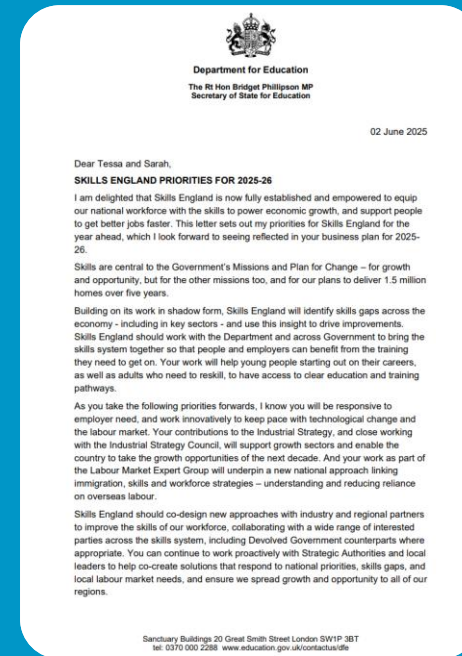 Department for Education
The Rt Hon Bridget Phillipson MP
Secretary of State for Education
02 June 2025
Dear Tessa and Sarah,
SKILLS ENGLAND PRIORITIES FOR 2025-26
I am delighted that Skills England is now fully established and empowered to equip
our national workforce with the skills to power economic growth, and support people
to get better jobs faster. This letter sets out my priorities for Skills England for the
year ahead, which I look forward to seeing reflected in your business plan for 2025-
26.
Skills are central to the Government's Missions and Plan for Change – for growth
and opportunity, but for the other missions too, and for our plans to deliver 1.5 million
homes over five years.
Building on its work in shadow form, Skills England will identify skills gaps across the
economy - including in key sectors - and use this insight to drive improvements.
Skills England should work with the Department and across Government to bring the
skills system together so that people and employers can benefit from the training
they need to get on. Your work will help young people starting out on their careers,
as well as adults who need to reskill, to have access to clear education and training
pathways.
As you take the following priorities forwards, I know you will be responsive to
employer need, and work innovatively to keep pace with technological change and
the labour market. Your contributions to the Industrial Strategy, and close working
with the Industrial Strategy Council, will support growth sectors and enable the
country to take the growth opportunities of the next decade. And your work as part of
the Labour Market Expert Group will underpin a new national approach linking
immigration, skills and workforce strategies – understanding and reducing reliance
on overseas labour.
Skills England should co-design new approaches with industry and regional partners
to improve the skills of our workforce, collaborating with a wide range of interested
parties across the skills system, including Devolved Government counterparts where
appropriate. You can continue to work proactively with Strategic Authorities and local
leaders to help co-create solutions that respond to national priorities, skills gaps, and
local labour market needs, and ensure we spread growth and opportunity to all of our
regions.
Sanctuary Buildings 20 Great Smith Street London SW1P 3BT
tel: 0370 000 2288 www.education.gov.uk/contactus/dfe